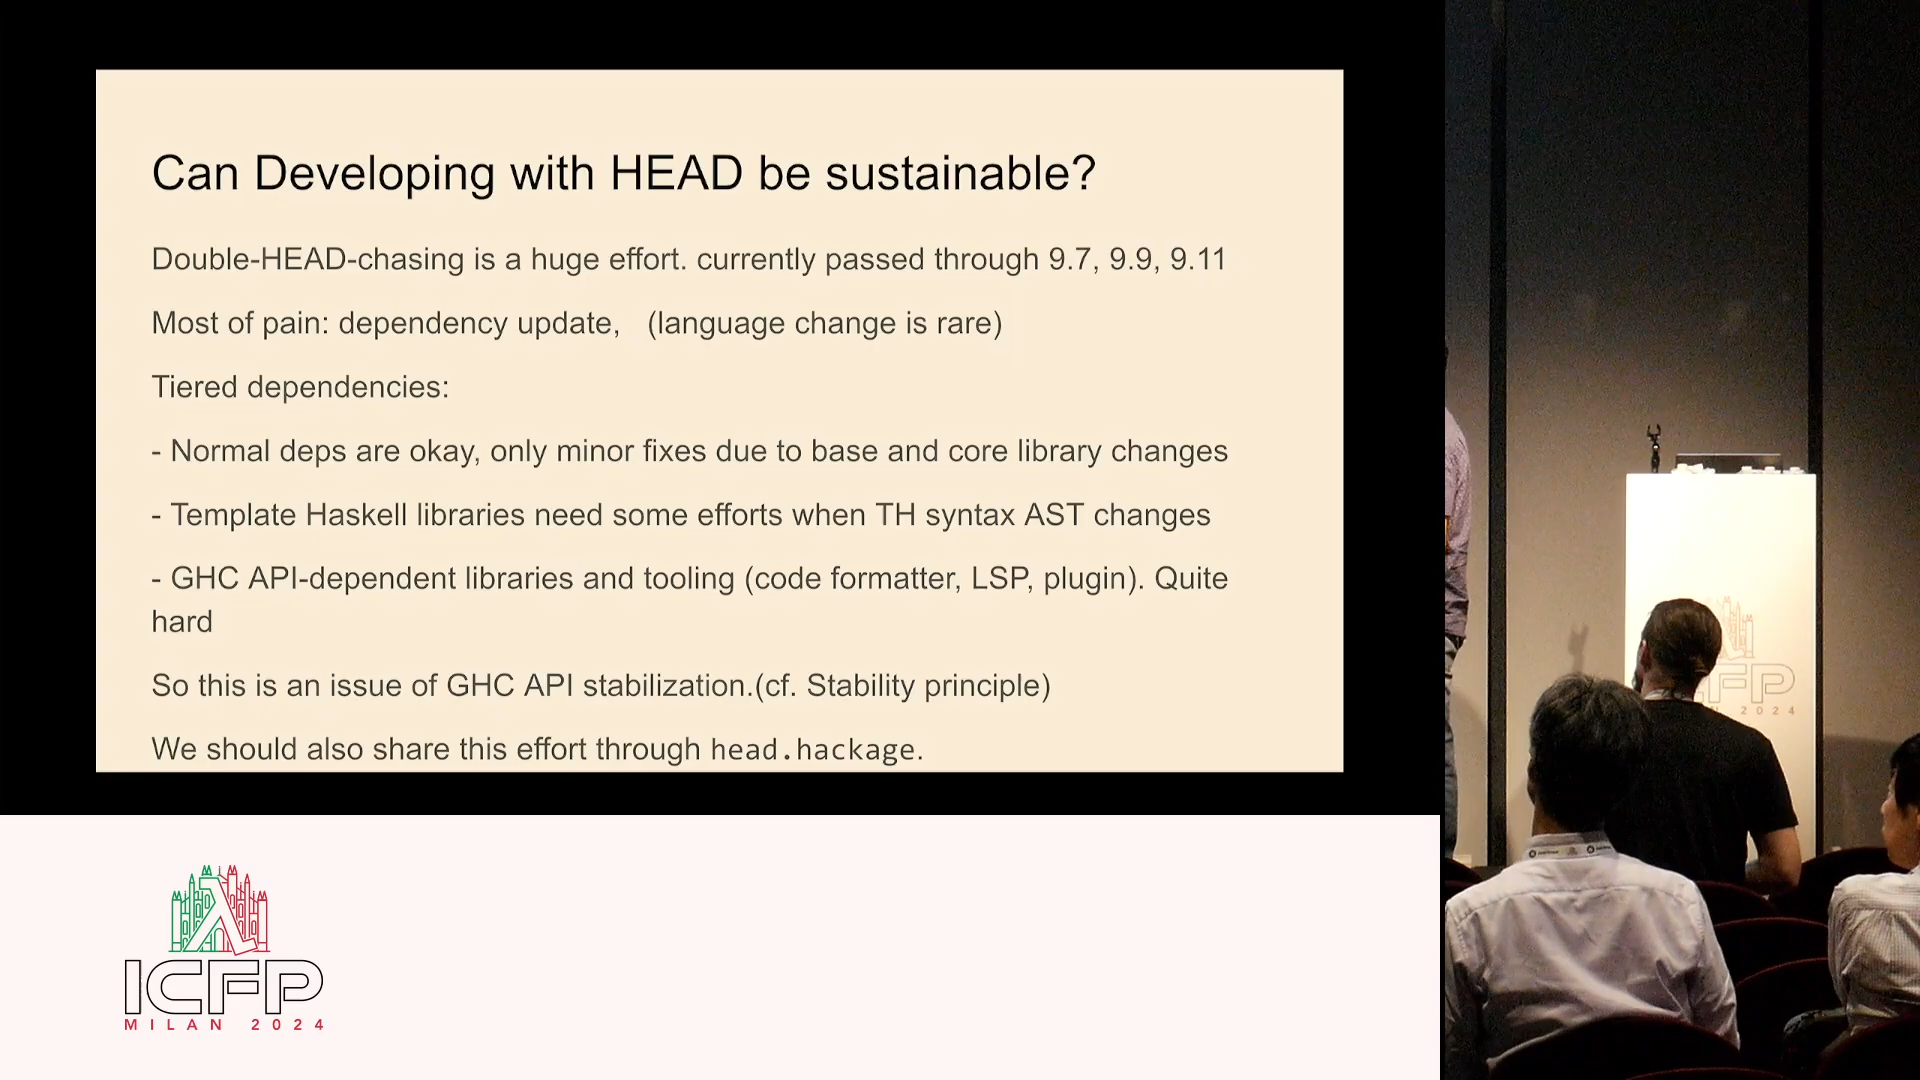 Can Developing with HEAD be sustainable?
Double-HEAD-chasing is a huge effort. currently passed through 9.7, 9.9, 9.11
Most of pain: dependency update, (language change is rare)
Tiered dependencies:
- Normal deps are okay, only minor fixes due to base and core library changes
- Template Haskell libraries need some efforts when TH syntax AST changes
- GHC API-dependent libraries and tooling (code formatter, LSP, plugin). Quite
hard
So this is an issue of GHC API stabilization.(cf. Stability principle)
We should also share this effort through head.hackage.
ICFP
MILAN 2024
FP
N 2024